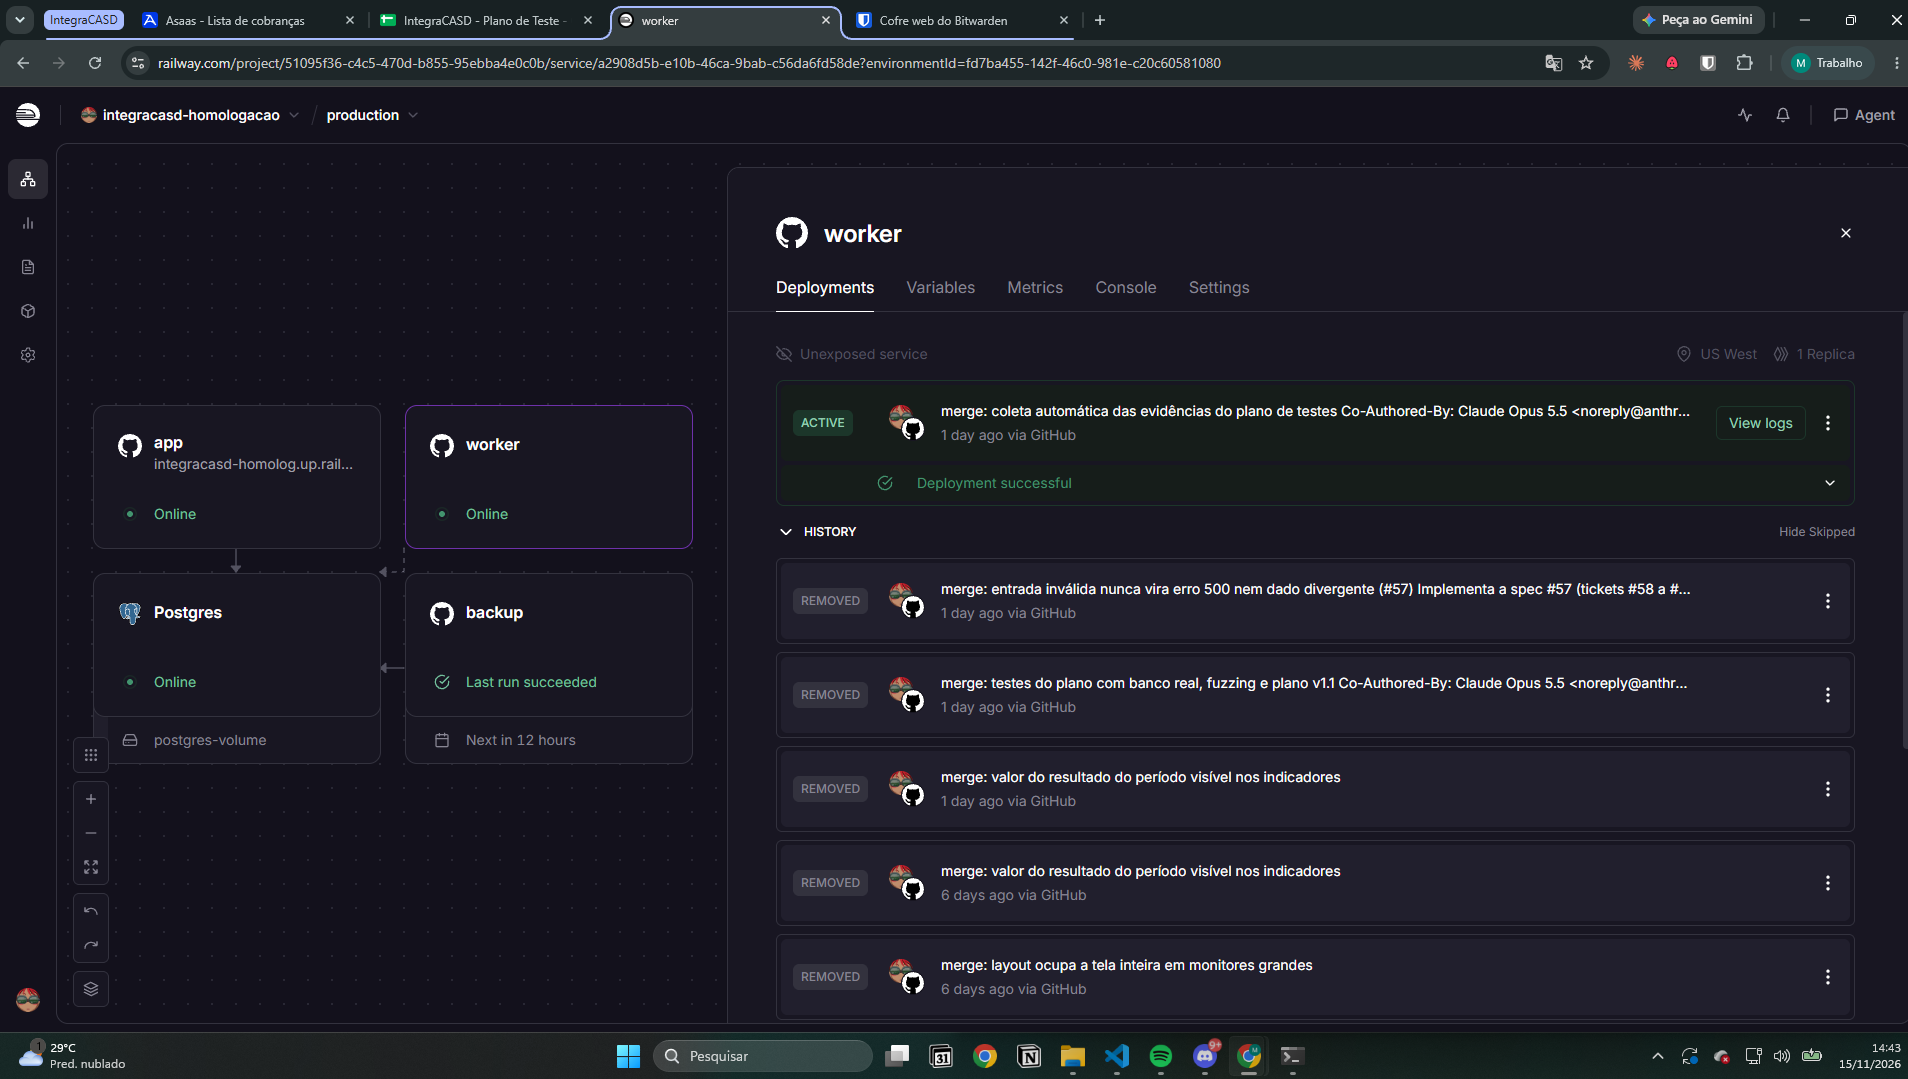 IntegraCASD
Asaas - Lista de cobranças
IntegraCASD - Plano de Teste -
worker
Cofre web do Bitwarden
Peça ao Gemini
railway.com/project/51095f36-c4c5-470d-b855-95ebba4e0c0b/service/a2908d5b-e10b-46ca-9bab-c56da6fd58de?environmentId=fd7ba455-142f-46c0-981e-c20c60581080
M
Trabalho
integracasd-homologacao
production
Agent
app
integracasd-homolog.up.rail...
Online
worker
Online
Postgres
Online
postgres-volume
backup
Last run succeeded
Next in 12 hours
worker
Deployments
Variables
Metrics
Console
Settings
Unexposed service
US West
1 Replica
ACTIVE
merge: coleta automática das evidências do plano de testes Co-Authored-By: Claude Opus 5.5 <noreply@anthr...
1 day ago via GitHub
View logs
Deployment successful
HISTORY
Hide Skipped
REMOVED
merge: entrada inválida nunca vira erro 500 nem dado divergente (#57) Implementa a spec #57 (tickets #58 a #...
1 day ago via GitHub
REMOVED
merge: testes do plano com banco real, fuzzing e plano v1.1 Co-Authored-By: Claude Opus 5.5 <noreply@anthr...
1 day ago via GitHub
REMOVED
merge: valor do resultado do período visível nos indicadores
1 day ago via GitHub
REMOVED
merge: valor do resultado do período visível nos indicadores
6 days ago via GitHub
REMOVED
merge: layout ocupa a tela inteira em monitores grandes
6 days ago via GitHub
1
29°C
Pred. nublado
Pesquisar
31
9+
14:43
15/11/2026